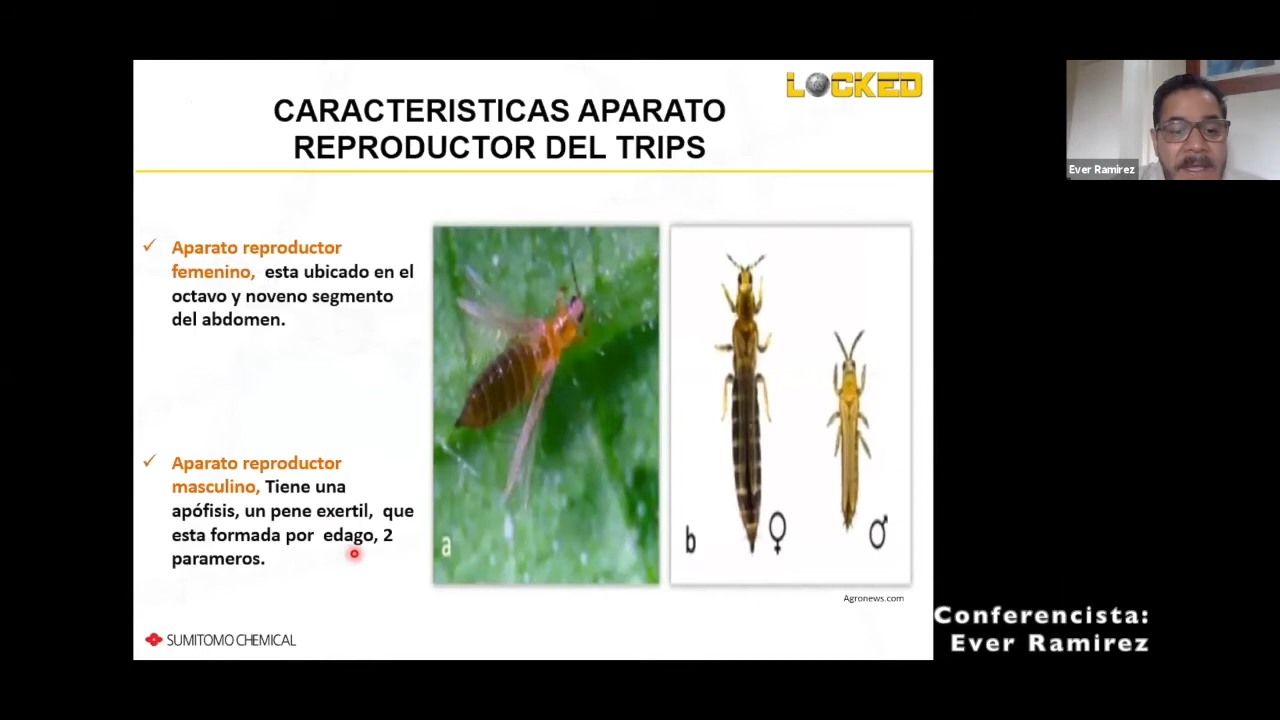 LOCKED
CARACTERISTICAS APARATO
REPRODUCTOR DEL TRIPS
✓ Aparato reproductor
femenino, esta ubicado en el
octavo y noveno segmento
del abdomen.
✓ Aparato reproductor
masculino, Tiene una
apófisis, un pene exertil, que
esta formada por edago, 2
parameros.
a
b ♀ ♂
Agronews.com
SUMITOMO CHEMICAL
Ever Ramirez
Conferencista:
Ever Ramirez